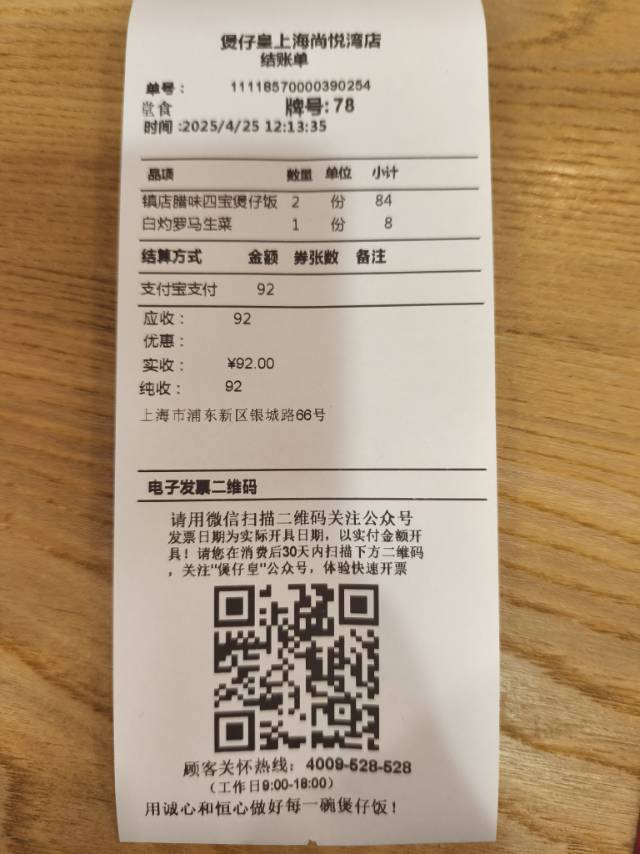 煲仔皇上海尚悦湾店
结账单
单号： 11118570000390254
堂食 牌号: 78
时间 :2025/4/25 12:13:35
品项 数量 单位 小计
镇店腊味四宝煲仔饭 2 份 84
白灼罗马生菜 1 份 8
结算方式 金额 券张数 备注
支付宝支付 92
应收： 92
优惠：
实收： ¥92.00
纯收： 92
上海市浦东新区银城路66号
电子发票二维码
请用微信扫描二维码关注公众号
发票日期为实际开具日期，以实付金额开
具！请您在消费后30天内扫描下方二维码
，关注"煲仔皇"公众号，体验快速开票
顾客关怀热线：4009-528-528
（工作日9:00-18:00）
用诚心和恒心做好每一碗煲仔饭！